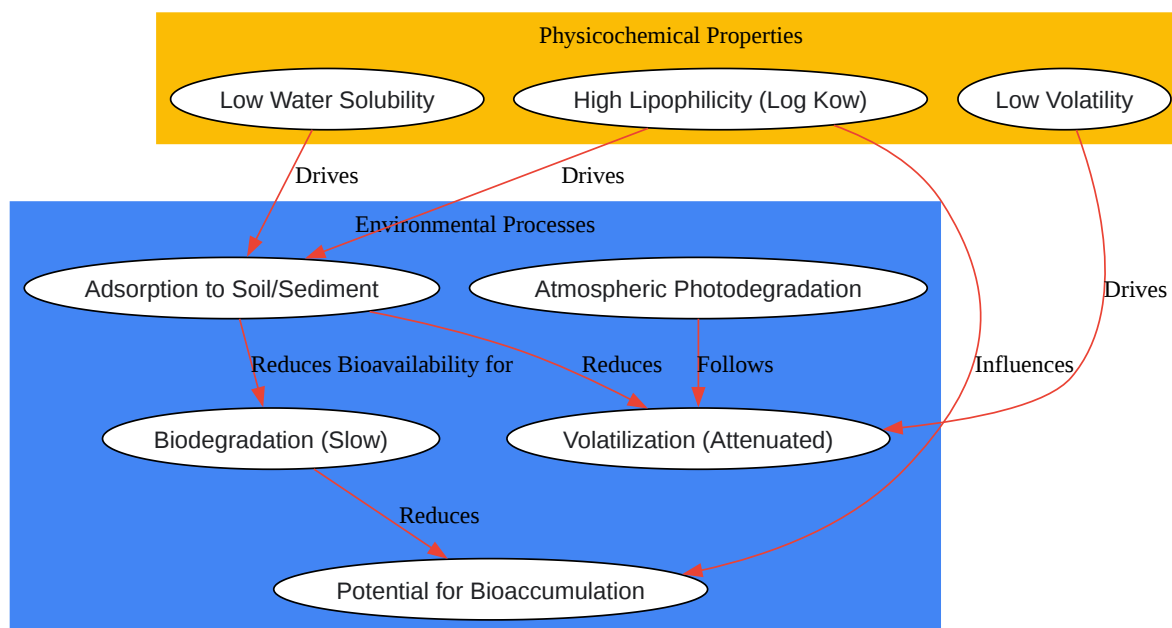 Physicochemical Properties
Low Water Solubility
High Lipophilicity (Log Kow)
Low Volatility
Drives
Drives
Environmental Processes
Adsorption to Soil/Sediment
Atmospheric Photodegradation
Drives
Reduces Bioavailability for
Reduces
Follows
Influences
Biodegradation (Slow)
Volatilization (Attenuated)
Reduces
Potential for Bioaccumulation